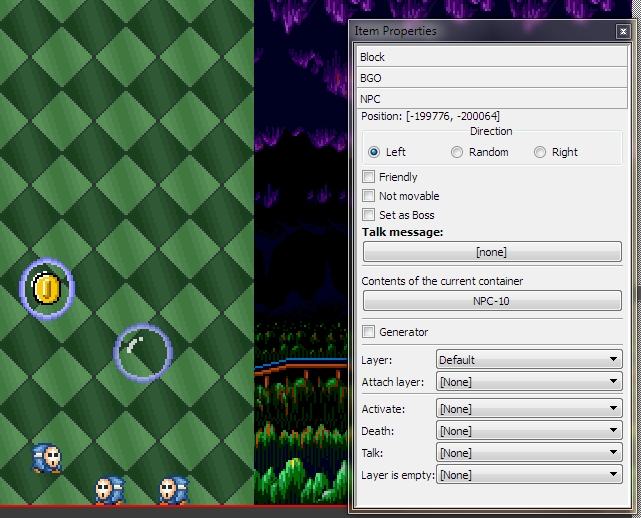 Item Properties
Block
BGO
NPC
Position: [-199776, -200064]
Direction
Left Random Right
Friendly
Not movable
Set as Boss
Talk message:
[none]
Contents of the current container
NPC-10
Generator
Layer: Default
Attach layer: [None]
Activate: [None]
Death: [None]
Talk: [None]
Layer is empty: [None]